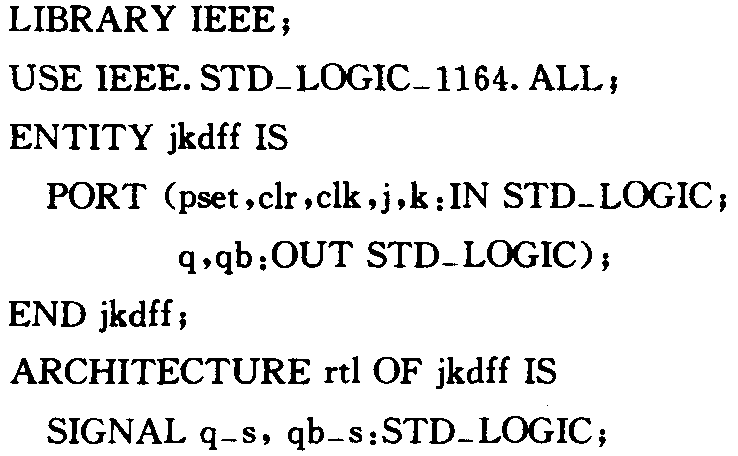 LIBRARY IEEE;
USE IEEE. STD_LOGIC_1164. ALL;
ENTITY jkdff IS
PORT (pset,clr,clk,j,k:IN STD_LOGIC;
q,qb:OUT STD_LOGIC);
END jkdff;
ARCHITECTURE rtl OF jkdff IS
SIGNAL q_s, qb_s:STD_LOGIC;